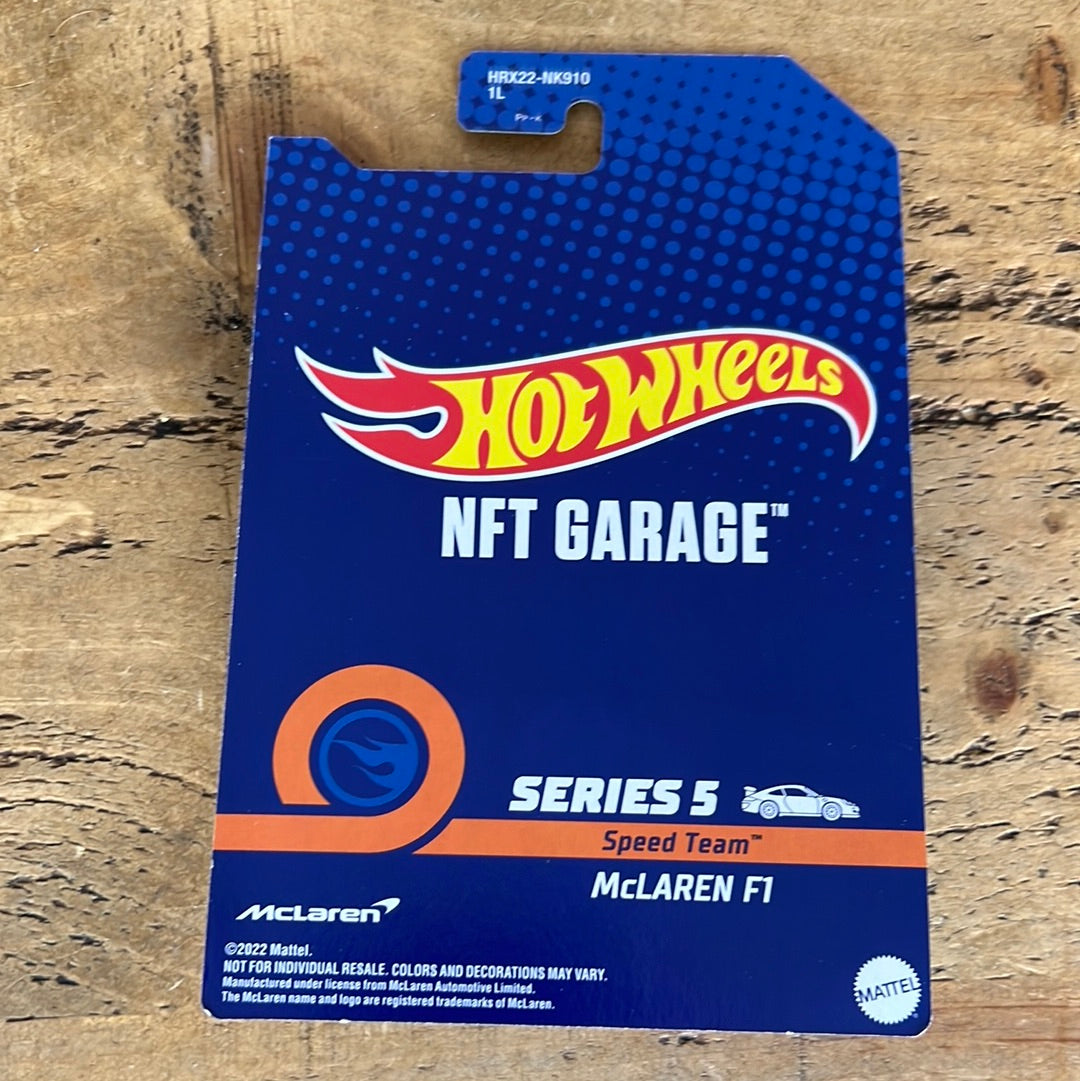 HRX22-NK910
1L
HOT WHEELS
NFT GARAGE™
SERIES 5
Speed Team™
McLAREN F1
McLaren
©2022 Mattel.
NOT FOR INDIVIDUAL RESALE. COLORS AND DECORATIONS MAY VARY.
Manufactured under license from McLaren Automotive Limited.
The McLaren name and logo are registered trademarks of McLaren.
MATTEL